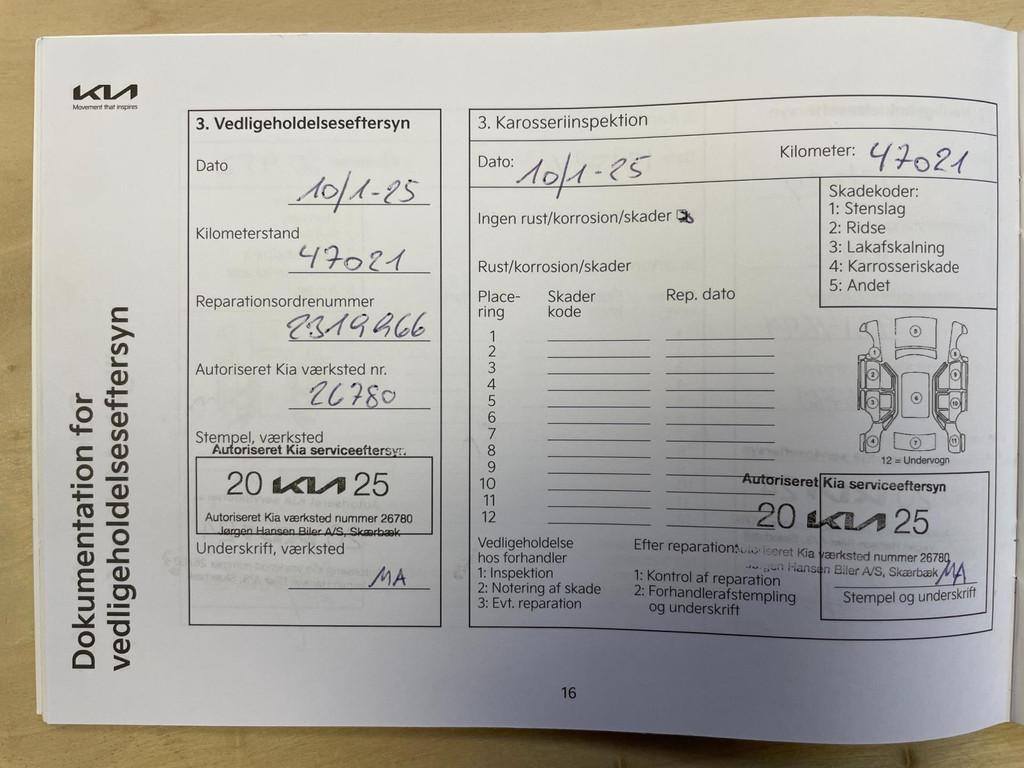 KIA
Movement that inspires
Dokumentation for
vedligeholdelseseftersyn
3. Vedligeholdelseseftersyn
Dato
10/1-25
Kilometerstand
47021
Reparationsordrenummer
2319966
Autoriseret Kia værksted nr.
26780
Stempel, værksted
Autoriseret Kia serviceeftersyn
20 KIA 25
Autoriseret Kia værksted nummer 26780
Jørgen Hansen Biler A/S, Skærbæk
Underskrift, værksted
MA
3. Karosseriinspektion
Dato: 10/1-25
Kilometer: 47021
Ingen rust/korrosion/skader
Rust/korrosion/skader
Place-
ring
Skader
kode
Rep. dato
1
2
3
4
5
6
7
8
9
10
11
12
Skadekoder:
1: Stenslag
2: Ridse
3: Lakafskalning
4: Karrosseriskade
5: Andet
12 = Undervogn
Vedligeholdelse
hos forhandler
1: Inspektion
2: Notering af skade
3: Evt. reparation
Efter reparation:
1: Kontrol af reparation
2: Forhandlerafstempling
og underskrift
Autoriseret Kia serviceeftersyn
20 KIA 25
Autoriseret Kia værksted nummer 26780
Jørgen Hansen Biler A/S, Skærbæk
MA
Stempel og underskrift
16